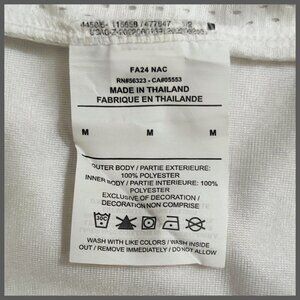 FA24 NAC
RN#56323 - CA#05553
MADE IN THAILAND
FABRIQUE EN THAILANDE
M M M
OUTER BODY / PARTIE EXTERIEURE:
100% POLYESTER
INNER BODY / PARTIE INTERIEURE: 100%
POLYESTER
EXCLUSIVE OF DECORATION /
DECORATION NON COMPRISE
WASH WITH LIKE COLORS / WASH INSIDE
OUT / REMOVE IMMEDIATELY / DO NOT